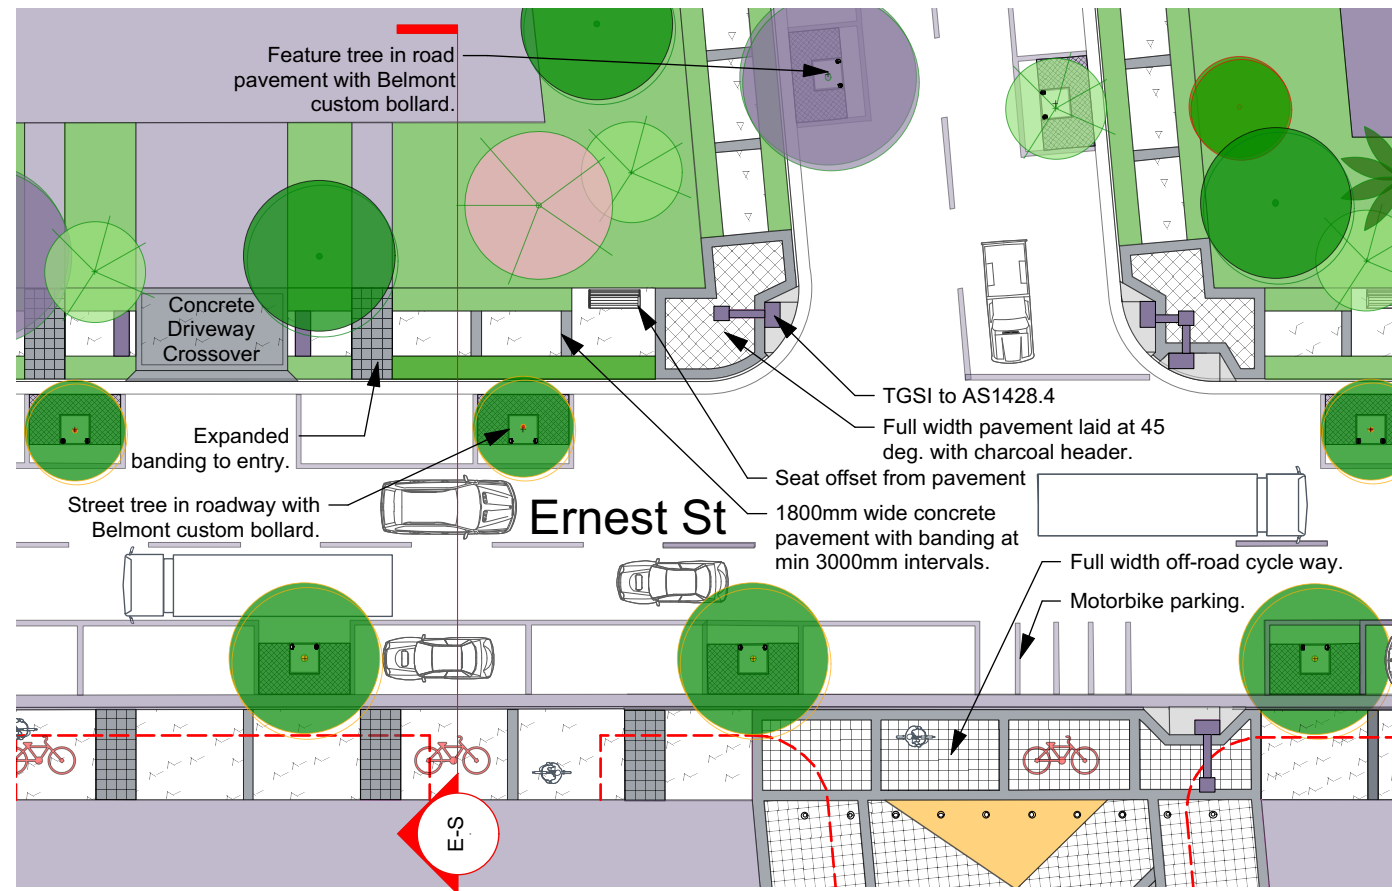 Feature tree in road
pavement with Belmont
custom bollard.
Concrete
Driveway
Crossover
TGSI to AS1428.4
Full width pavement laid at 45
deg. with charcoal header.
Expanded
banding to entry.
Seat offset from pavement
Street tree in roadway with
Belmont custom bollard.
Ernest St
1800mm wide concrete
pavement with banding at
min 3000mm intervals.
Full width off-road cycle way.
Motorbike parking.
E-S